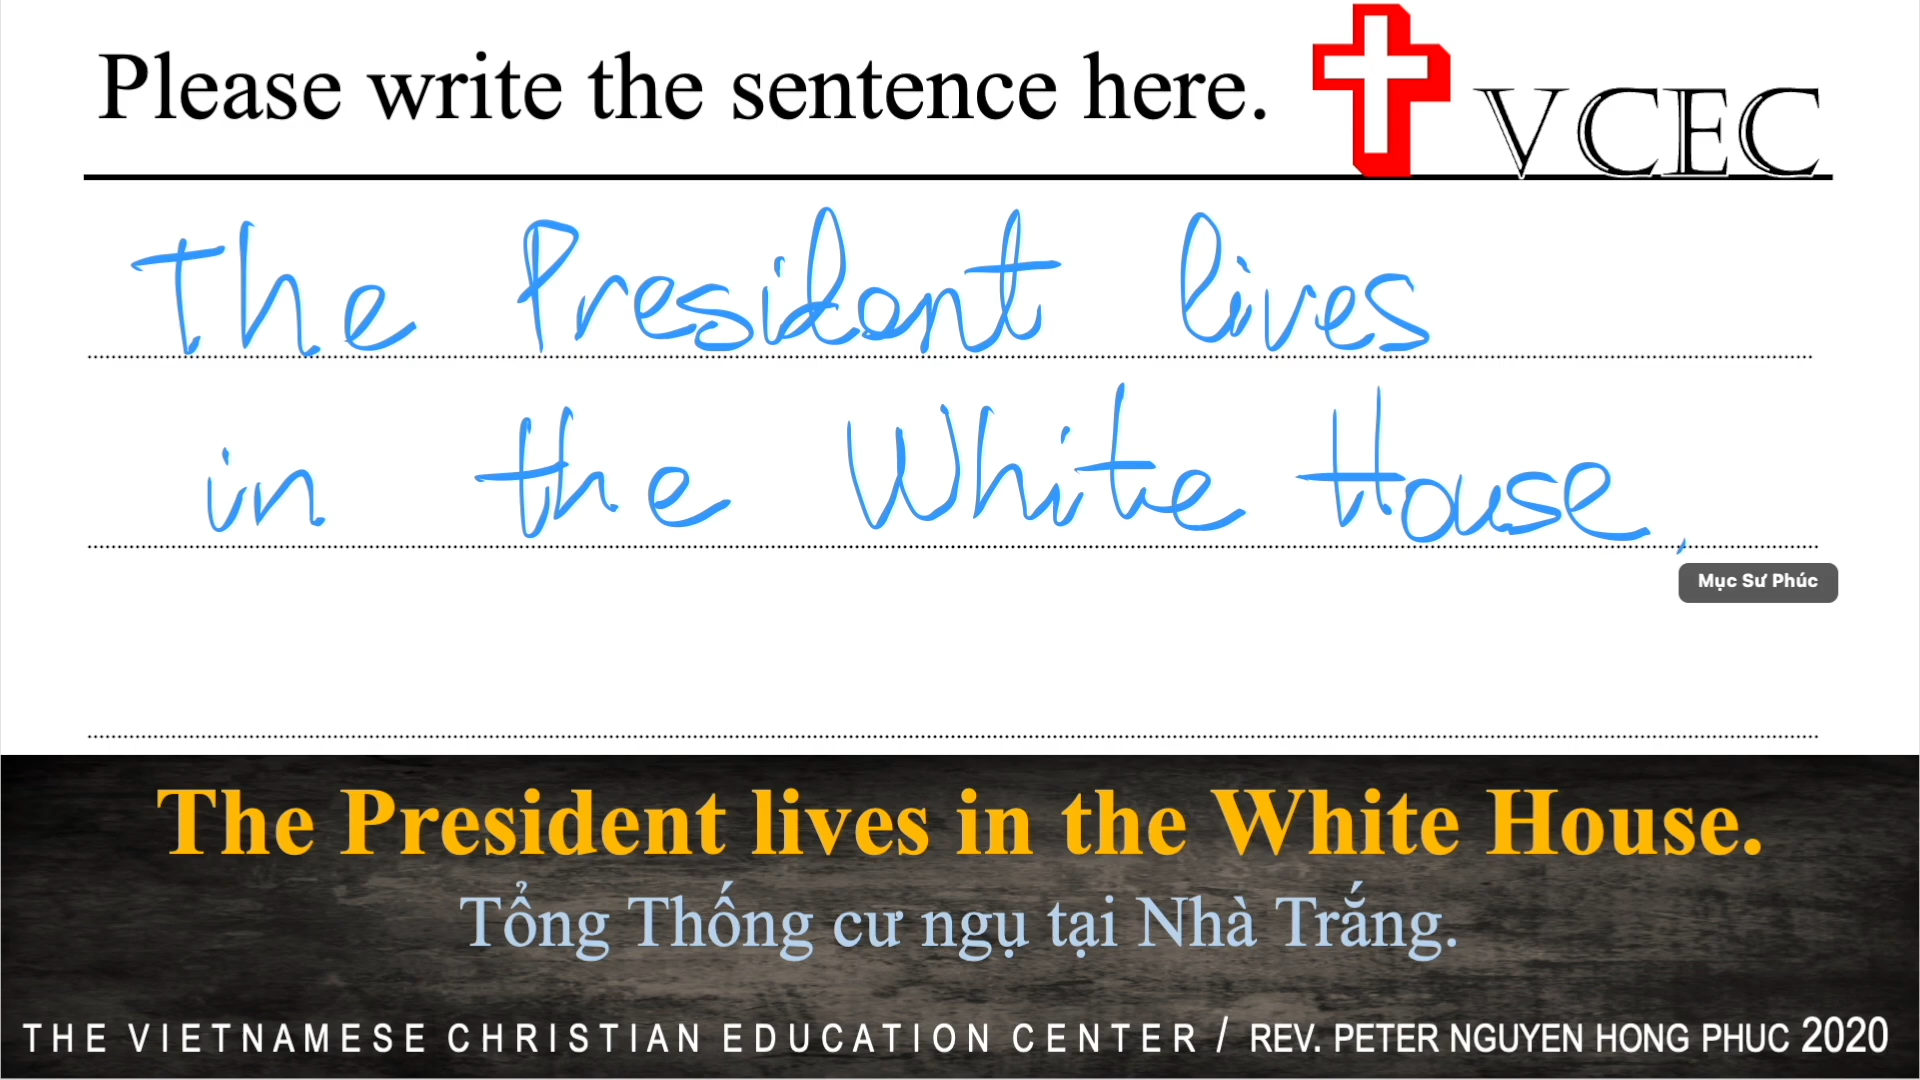 Please write the sentence here.
VCEC
The President lives
in the White House.
Mục Sư Phúc
The President lives in the White House.
Tổng Thống cư ngụ tại Nhà Trắng.
THE VIETNAMESE CHRISTIAN EDUCATION CENTER / REV. PETER NGUYEN HONG PHUC 2020